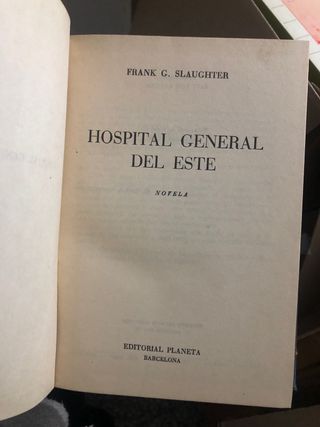 FRANK G. SLAUGHTER
HOSPITAL GENERAL
DEL ESTE
NOVELA
EDITORIAL PLANETA
BARCELONA